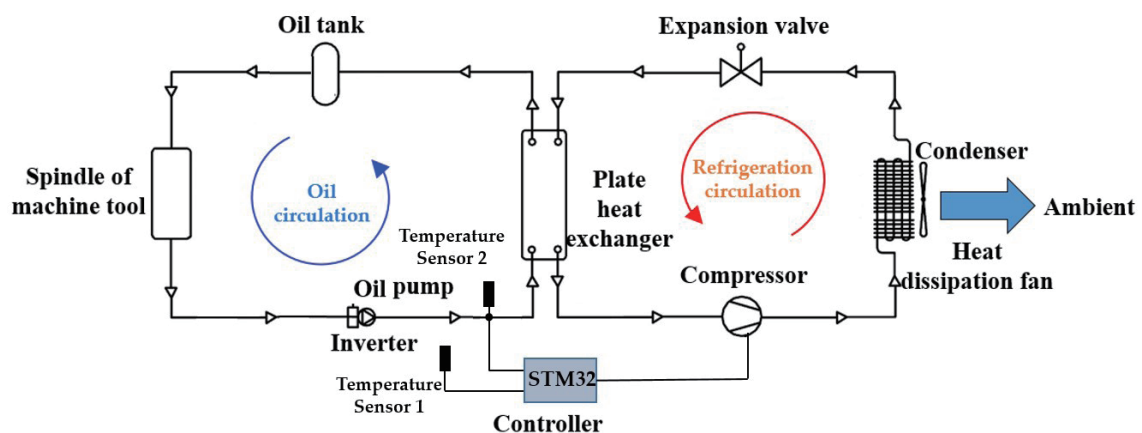 Oil tank
Expansion valve
Spindle of
machine tool
Oil
circulation
Plate
heat
exchanger
Refrigeration
circulation
Condenser
Ambient
Heat
dissipation fan
Temperature
Sensor 2
Oil pump
Compressor
Inverter
Temperature
Sensor 1
STM32
Controller